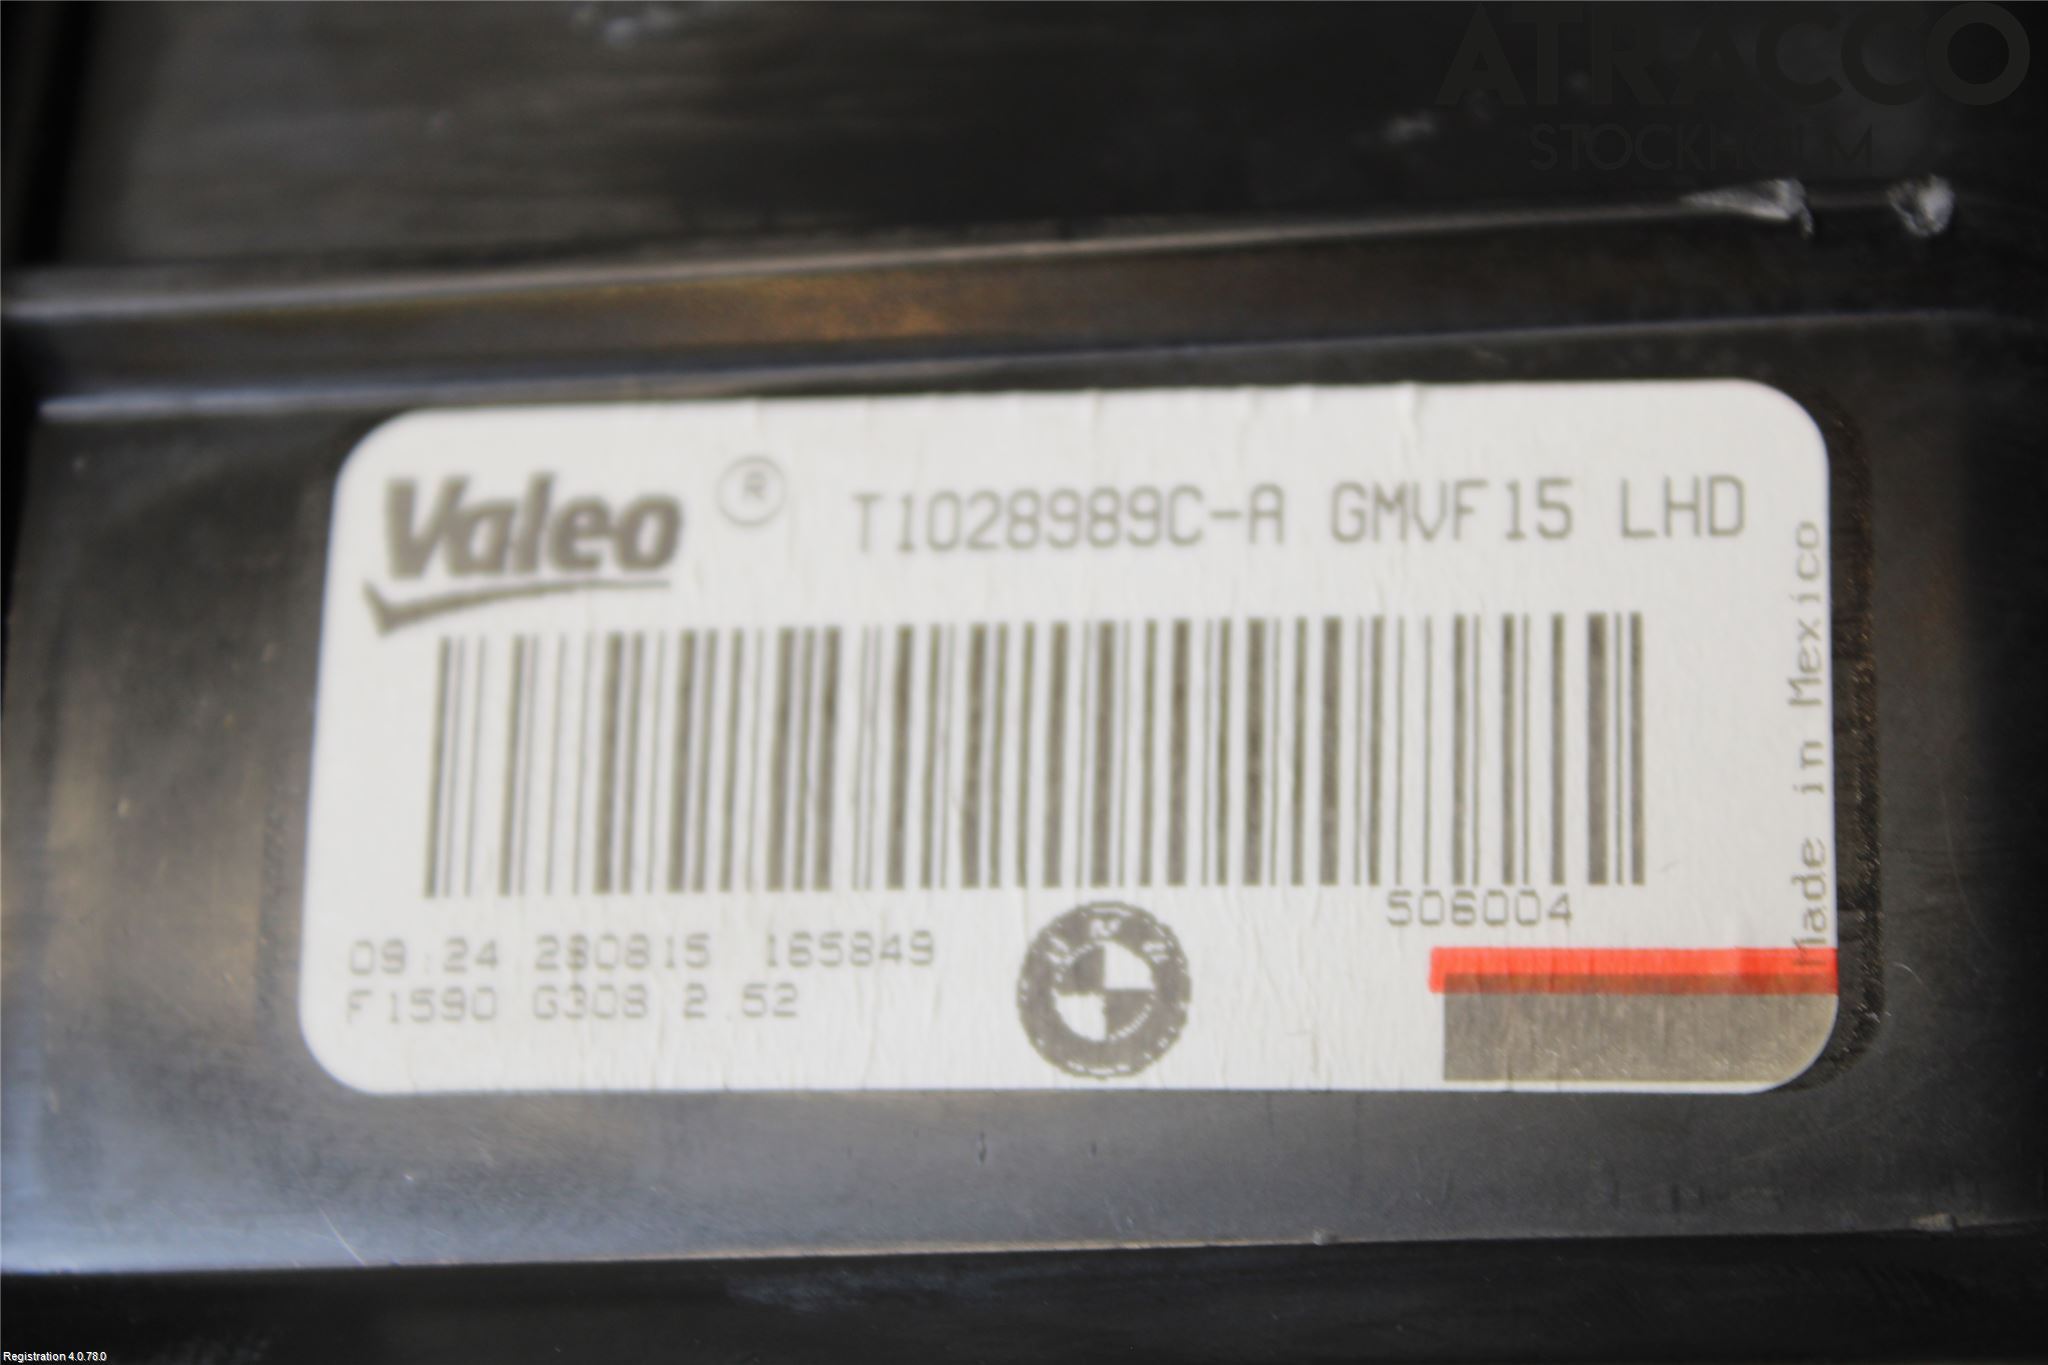 ATRACCO
STOCKHOLM
Valeo ® T1028989C-A GMVF15 LHD
Made in Mexico
506004
09.24 280815 165849
F1590 G308 2.52
Registration 4.0.78.0